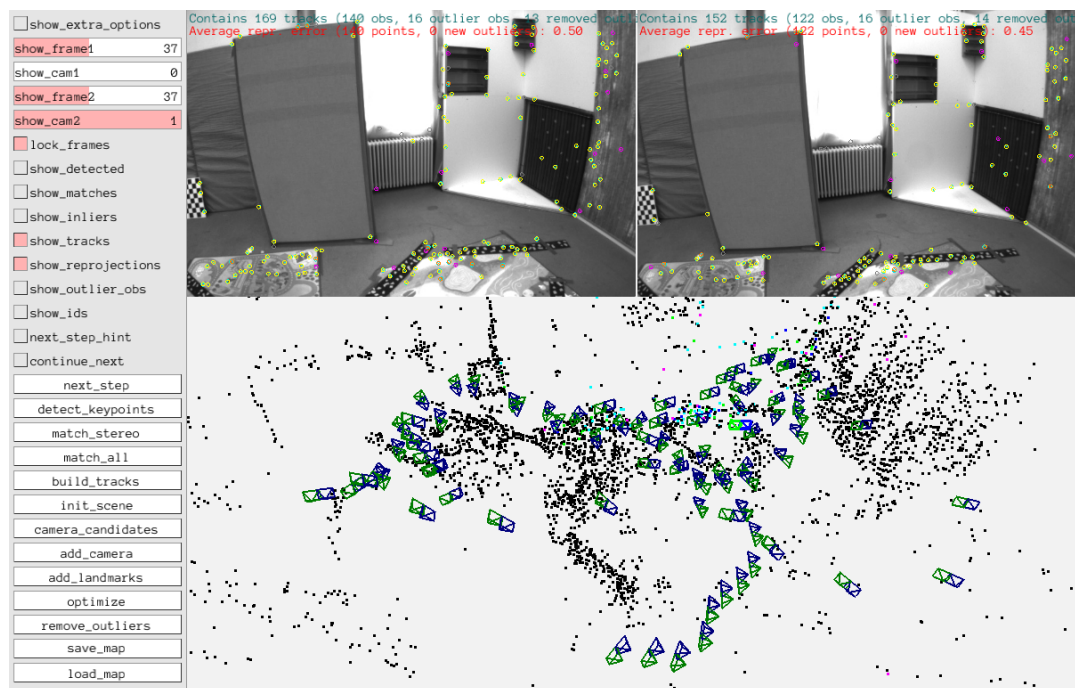 show_extra_options
show_frame1 37
show_cam1 0
show_frame2 37
show_cam2 1
lock_frames
show_detected
show_matches
show_inliers
show_tracks
show_reprojections
show_outlier_obs
show_ids
next_step_hint
continue_next
next_step
detect_keypoints
match_stereo
match_all
build_tracks
init_scene
camera_candidates
add_camera
add_landmarks
optimize
remove_outliers
save_map
load_map
Contains 169 tracks (140 obs, 16 outlier obs, 13 removed
Average repr. error (140 points, 0 new outliers): 0.50
Contains 152 tracks (122 obs, 16 outlier obs, 14 removed
Average repr. error (122 points, 0 new outliers): 0.45